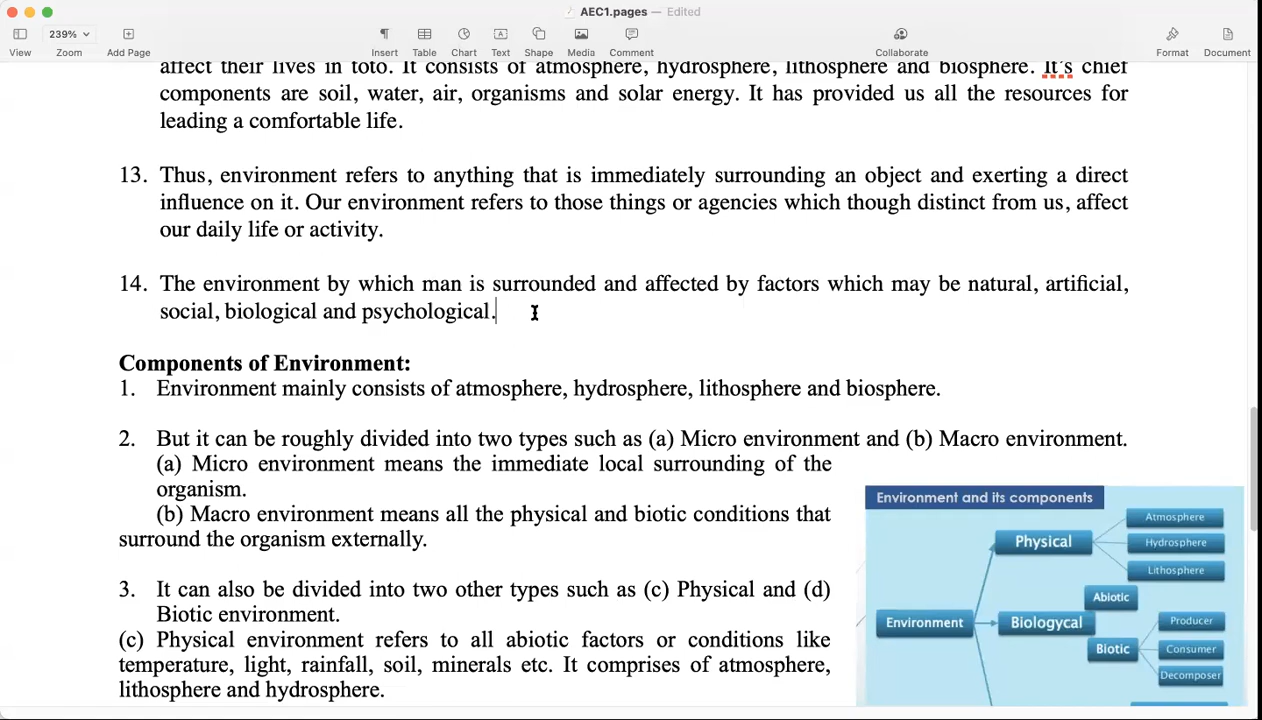 AEC1.pages — Edited
239%
View
Zoom
Add Page
Insert
Table
Chart
Text
Shape
Media
Comment
Collaborate
Format
Document
affect their lives in toto. It consists of atmosphere, hydrosphere, lithosphere and biosphere. It's chief
components are soil, water, air, organisms and solar energy. It has provided us all the resources for
leading a comfortable life.
13. Thus, environment refers to anything that is immediately surrounding an object and exerting a direct
influence on it. Our environment refers to those things or agencies which though distinct from us, affect
our daily life or activity.
14. The environment by which man is surrounded and affected by factors which may be natural, artificial,
social, biological and psychological.
Components of Environment:
1. Environment mainly consists of atmosphere, hydrosphere, lithosphere and biosphere.
2. But it can be roughly divided into two types such as (a) Micro environment and (b) Macro environment.
(a) Micro environment means the immediate local surrounding of the
organism.
(b) Macro environment means all the physical and biotic conditions that
surround the organism externally.
3. It can also be divided into two other types such as (c) Physical and (d)
Biotic environment.
(c) Physical environment refers to all abiotic factors or conditions like
temperature, light, rainfall, soil, minerals etc. It comprises of atmosphere,
lithosphere and hydrosphere.
Environment and its components
Atmosphere
Physical
Hydrosphere
Lithosphere
Abiotic
Environment
Biologycal
Producer
Biotic
Consumer
Decomposer